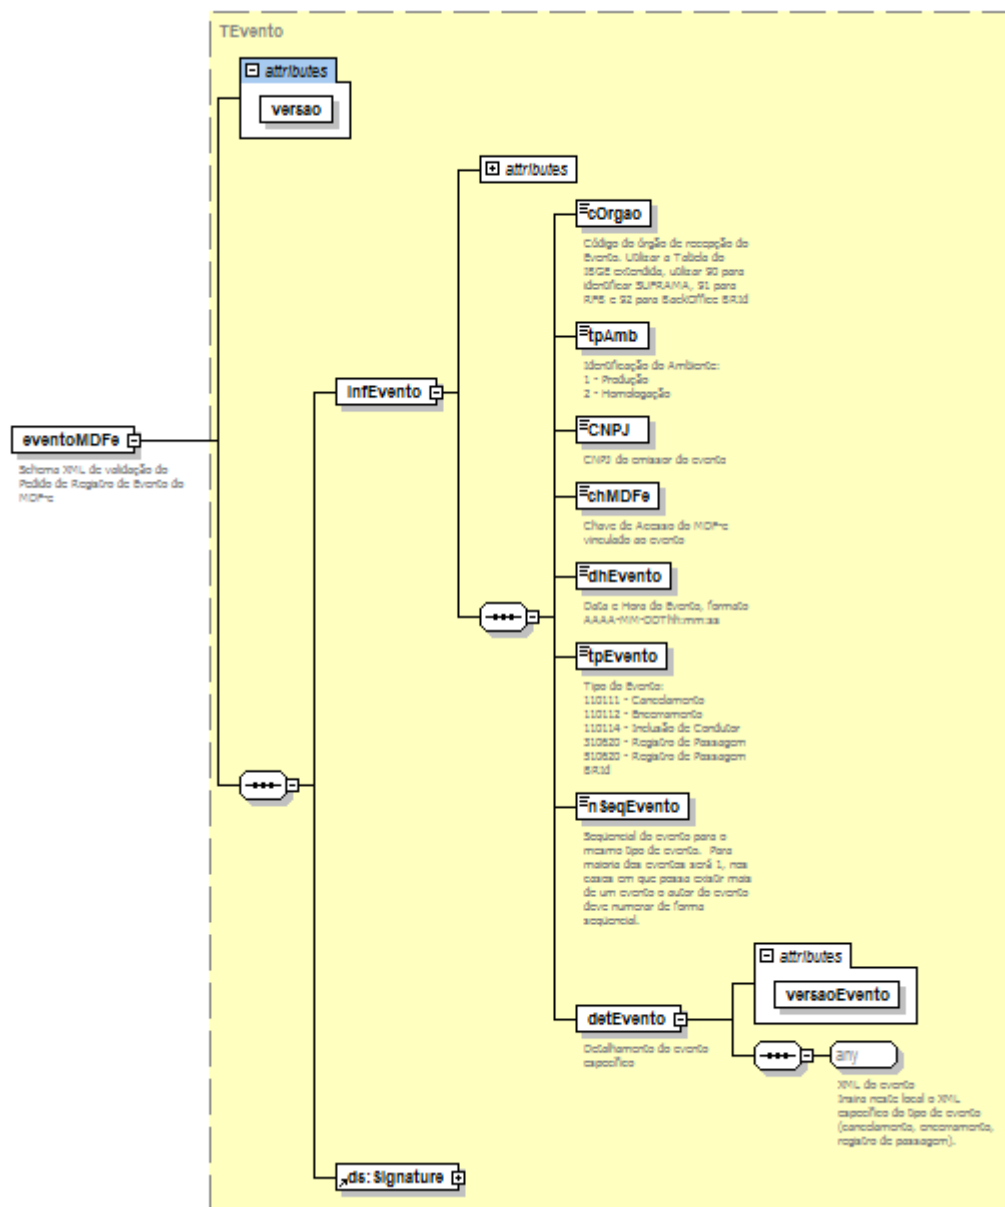 TEvento
attributes
versao
attributes
cOrgao
Código do órgão de recepção do
Evento. Utilizar a Tabela do
IBGE extendida, utilizar 90 para
identificar SUFRAMA, 91 para
RFB e 92 para BackOffice BRId
tpAmb
Identificação do Ambiente:
1 - Produção
2 - Homologação
infEvento
CNPJ
CNPJ do emissor do evento
eventoMDFe
Schema XML de validação do
Pedido de Registro de Evento do
MDF-e
chMDFe
Chave de Acesso do MDF-e
vinculado ao evento
dhEvento
Data e Hora do Evento, formato
AAAA-MM-DDThh:mm:ss
tpEvento
Tipo do Evento:
110111 - Cancelamento
110112 - Encerramento
110114 - Inclusão de Condutor
310620 - Registro de Passagem
510620 - Registro de Passagem
BRId
nSeqEvento
Seqüencial do evento para o
mesmo tipo de evento. Para
maioria dos eventos será 1, nos
casos em que possa existir mais
de um evento o autor do evento
deve numerar de forma
seqüencial.
attributes
versaoEvento
detEvento
Detalhamento do evento
específico
any
XML do evento
Insira neste local o XML
específico do tipo de evento
(cancelamento, encerramento,
registro de passagem).
ds:Signature